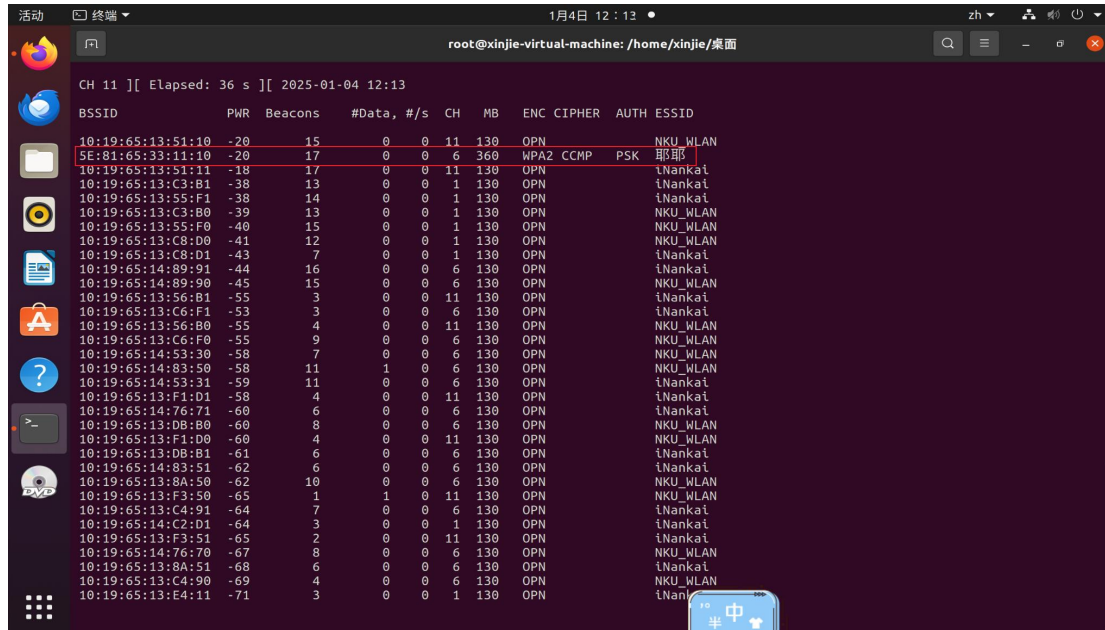 活动 终端 1月4日 12:13 zh
root@xinjie-virtual-machine: /home/xinjie/桌面
CH 11 ][ Elapsed: 36 s ][ 2025-01-04 12:13
BSSID PWR Beacons #Data, #/s CH MB ENC CIPHER AUTH ESSID
10:19:65:13:51:10 -20 15 0 0 11 130 OPN NKU_WLAN
5E:81:65:33:11:10 -20 17 0 0 6 360 WPA2 CCMP PSK 耶耶
10:19:65:13:51:11 -18 17 0 0 11 130 OPN iNankai
10:19:65:13:C3:B1 -38 13 0 0 1 130 OPN iNankai
10:19:65:13:55:F1 -38 14 0 0 1 130 OPN iNankai
10:19:65:13:C3:B0 -39 13 0 0 1 130 OPN NKU_WLAN
10:19:65:13:55:F0 -40 15 0 0 1 130 OPN NKU_WLAN
10:19:65:13:C8:D0 -41 12 0 0 1 130 OPN NKU_WLAN
10:19:65:13:C8:D1 -43 7 0 0 1 130 OPN iNankai
10:19:65:14:89:91 -44 16 0 0 6 130 OPN iNankai
10:19:65:14:89:90 -45 15 0 0 6 130 OPN NKU_WLAN
10:19:65:13:56:B1 -55 3 0 0 11 130 OPN iNankai
10:19:65:13:C6:F1 -53 3 0 0 6 130 OPN iNankai
10:19:65:13:56:B0 -55 4 0 0 11 130 OPN NKU_WLAN
10:19:65:13:C6:F0 -55 9 0 0 6 130 OPN NKU_WLAN
10:19:65:14:53:30 -58 7 0 0 6 130 OPN NKU_WLAN
10:19:65:14:83:50 -58 11 1 0 6 130 OPN NKU_WLAN
10:19:65:14:53:31 -59 11 0 0 6 130 OPN iNankai
10:19:65:13:F1:D1 -58 4 0 0 11 130 OPN iNankai
10:19:65:14:76:71 -60 6 0 0 6 130 OPN iNankai
10:19:65:13:DB:B0 -60 8 0 0 6 130 OPN NKU_WLAN
10:19:65:13:F1:D0 -60 4 0 0 11 130 OPN NKU_WLAN
10:19:65:13:DB:B1 -61 6 0 0 6 130 OPN iNankai
10:19:65:14:83:51 -62 6 0 0 6 130 OPN iNankai
10:19:65:13:8A:50 -62 10 0 0 6 130 OPN NKU_WLAN
10:19:65:13:F3:50 -65 1 1 0 11 130 OPN NKU_WLAN
10:19:65:13:C4:91 -64 7 0 0 6 130 OPN iNankai
10:19:65:14:C2:D1 -64 3 0 0 1 130 OPN iNankai
10:19:65:13:F3:51 -65 2 0 0 11 130 OPN iNankai
10:19:65:14:76:70 -67 8 0 0 6 130 OPN NKU_WLAN
10:19:65:13:8A:51 -68 6 0 0 6 130 OPN iNankai
10:19:65:13:C4:90 -69 4 0 0 6 130 OPN NKU_WLAN
10:19:65:13:E4:11 -71 3 0 0 1 130 OPN iNank
DVD
中
半